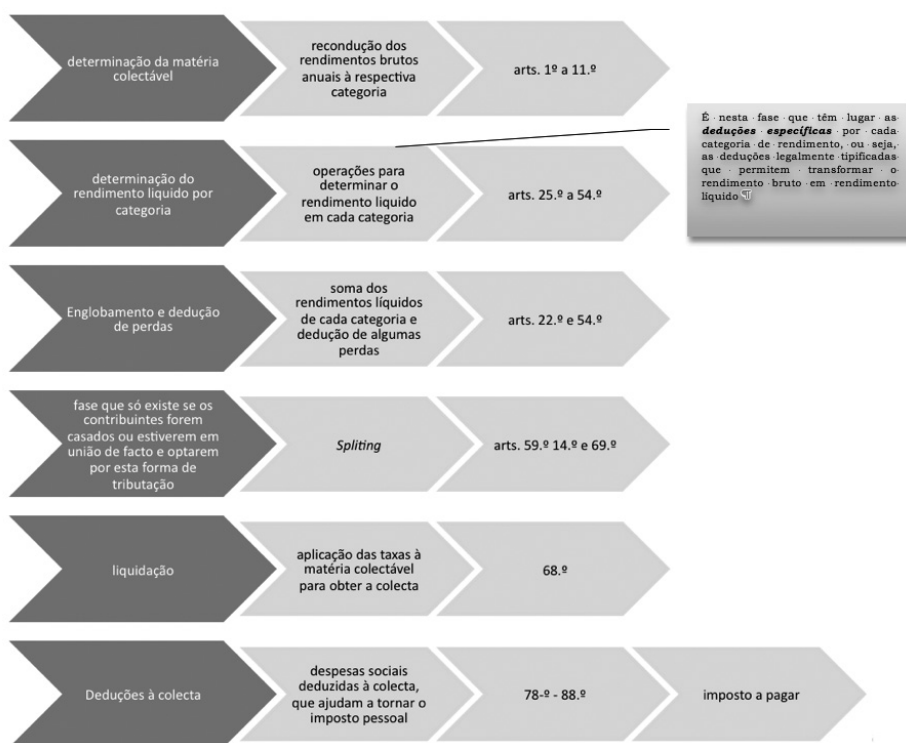 determinação da matéria
colectável
recondução dos
rendimentos brutos
anuais à respectiva
categoria
arts. 1º a 11.º
É nesta fase que têm lugar as
deduções específicas por cada
categoria de rendimento, ou seja,
as deduções legalmente tipificadas
que permitem transformar o
rendimento bruto em rendimento
liquido ¶
determinação do
rendimento liquido por
categoria
operações para
determinar o
rendimento liquido
em cada categoria
arts. 25.º a 54.º
Englobamento e dedução
de perdas
soma dos
rendimentos líquidos
de cada categoria e
dedução de algumas
perdas
arts. 22.º e 54.º
fase que só existe se os
contribuintes forem
casados ou estiverem em
união de facto e optarem
por esta forma de
tributação
Spliting
arts. 59.º 14.º e 69.º
liquidação
aplicação das taxas à
matéria colectável
para obter a colecta
68.º
Deduções à colecta
despesas sociais
deduzidas à colecta,
que ajudam a tornar o
imposto pessoal
78-º - 88.º
imposto a pagar